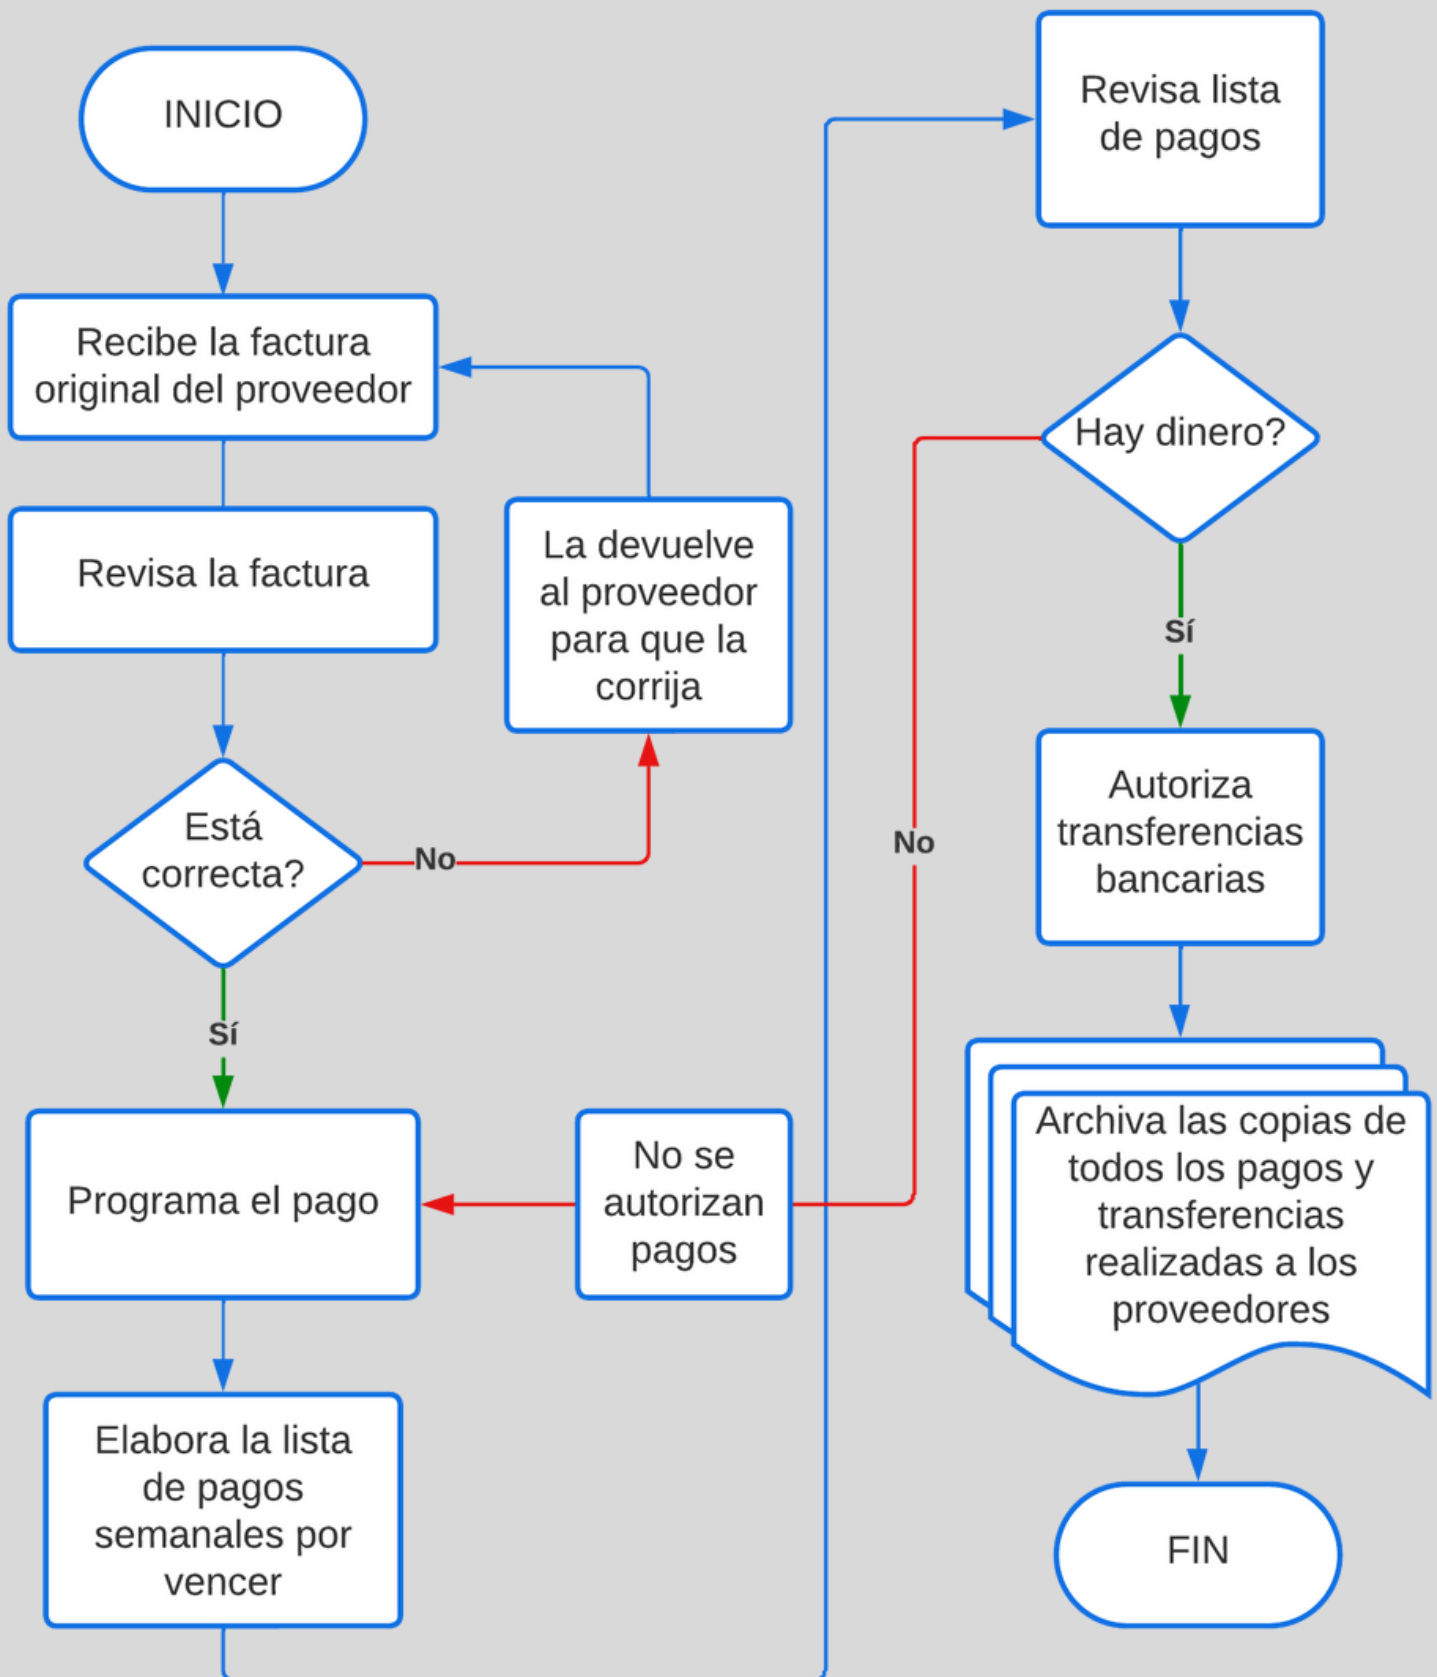 INICIO
Recibe la factura
original del proveedor
Revisa la factura
La devuelve
al proveedor
para que la
corrija
Está
correcta?
No
Sí
Programa el pago
No se
autorizan
pagos
Elabora la lista
de pagos
semanales por
vencer
Revisa lista
de pagos
Hay dinero?
No
Sí
Autoriza
transferencias
bancarias
Archiva las copias de
todos los pagos y
transferencias
realizadas a los
proveedores
FIN